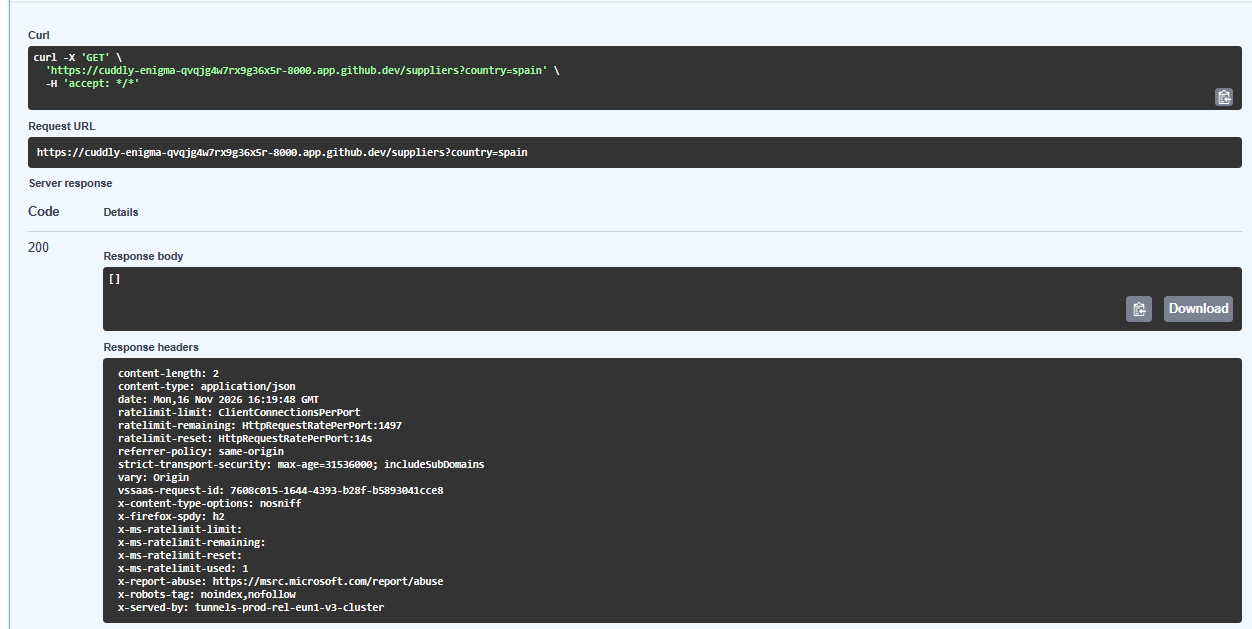 Curl
curl -X 'GET' \
'https://cuddly-enigma-qvqjg4w7rx9g36x5r-8000.app.github.dev/suppliers?country=spain' \
-H 'accept: */*'
Request URL
https://cuddly-enigma-qvqjg4w7rx9g36x5r-8000.app.github.dev/suppliers?country=spain
Server response
Code Details
200
Response body
[]
Download
Response headers
content-length: 2
content-type: application/json
date: Mon,16 Nov 2026 16:19:48 GMT
ratelimit-limit: ClientConnectionsPerPort
ratelimit-remaining: HttpRequestRatePerPort:1497
ratelimit-reset: HttpRequestRatePerPort:14s
referrer-policy: same-origin
strict-transport-security: max-age=31536000; includeSubDomains
vary: Origin
vssaas-request-id: 7608c015-1644-4393-b28f-b5893041cce8
x-content-type-options: nosniff
x-firefox-spdy: h2
x-ms-ratelimit-limit:
x-ms-ratelimit-remaining:
x-ms-ratelimit-reset:
x-ms-ratelimit-used: 1
x-report-abuse: https://msrc.microsoft.com/report/abuse
x-robots-tag: noindex,nofollow
x-served-by: tunnels-prod-rel-eun1-v3-cluster